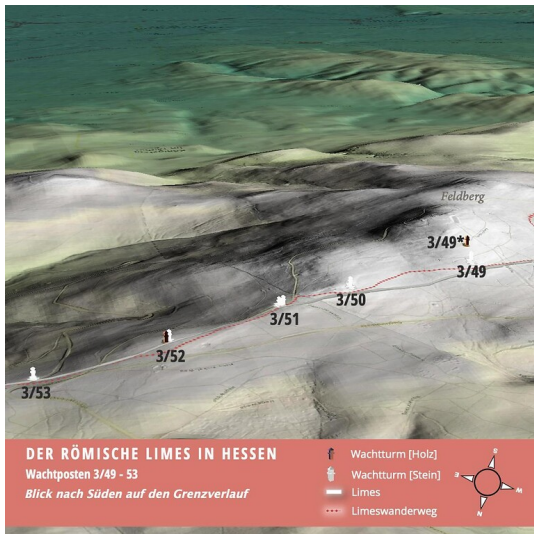 Feldberg
3/49*
3/49
3/50
3/51
3/52
3/53
DER RÖMISCHE LIMES IN HESSEN
Wachtposten 3/49 - 53
Blick nach Süden auf den Grenzverlauf
Wachtturm [Holz]
Wachtturm [Stein]
Limes
Limeswanderweg
S
E
W
N